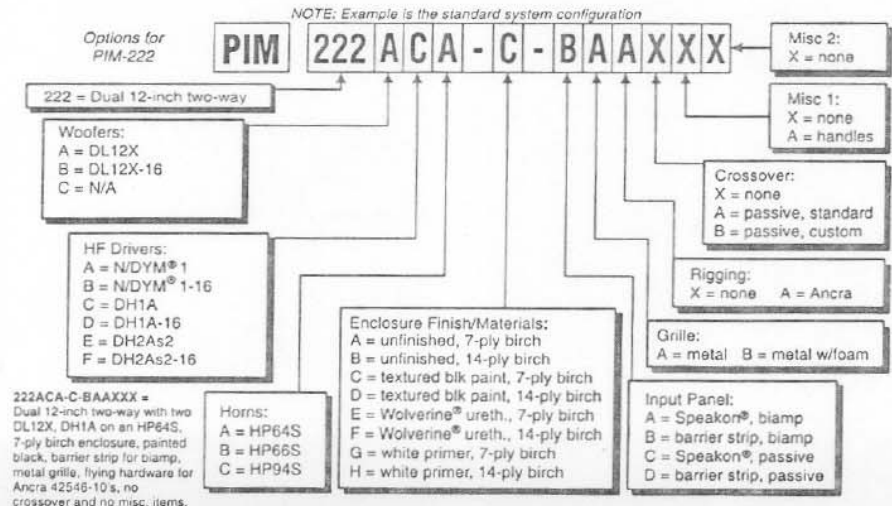 NOTE: Example is the standard system configuration
Options for
PIM-222
PIM 222 A C A - C - B A A X X X
Misc 2:
X = none
222 = Dual 12-inch two-way
Misc 1:
X = none
A = handles
Woofers:
A = DL12X
B = DL12X-16
C = N/A
Crossover:
X = none
A = passive, standard
B = passive, custom
HF Drivers:
A = N/DYM® 1
B = N/DYM® 1-16
C = DH1A
D = DH1A-16
E = DH2As2
F = DH2As2-16
Rigging:
X = none A = Ancra
Enclosure Finish/Materials:
A = unfinished, 7-ply birch
B = unfinished, 14-ply birch
C = textured blk paint, 7-ply birch
D = textured blk paint, 14-ply birch
E = Wolverine® ureth., 7-ply birch
F = Wolverine® ureth., 14-ply birch
G = white primer, 7-ply birch
H = white primer, 14-ply birch
Grille:
A = metal B = metal w/foam
Input Panel:
A = Speakon®, biamp
B = barrier strip, biamp
C = Speakon®, passive
D = barrier strip, passive
Horns:
A = HP64S
B = HP66S
C = HP94S
222ACA-C-BAAXXX =
Dual 12-inch two-way with two
DL12X, DH1A on an HP64S,
7-ply birch enclosure, painted
black, barrier strip for biamp,
metal grille, flying hardware for
Ancra 42546-10's, no
crossover and no misc. items.